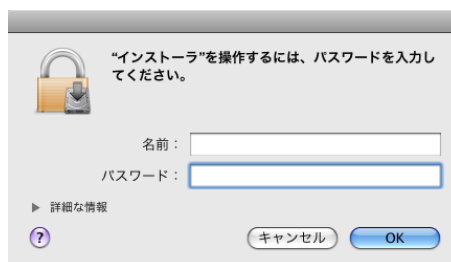 “インストーラ”を操作するには、パスワードを入力し
てください。
名前：
パスワード：
▶ 詳細な情報
?
キャンセル
OK